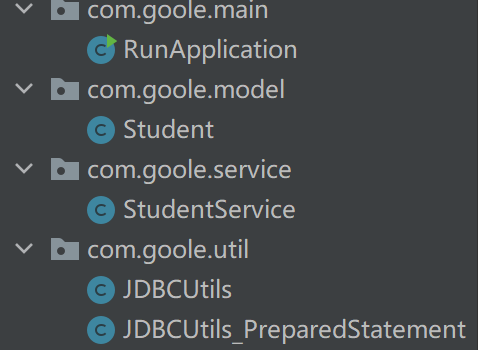 com.goole.main
RunApplication
com.goole.model
Student
com.goole.service
StudentService
com.goole.util
JDBCUtils
JDBCUtils_PreparedStatement